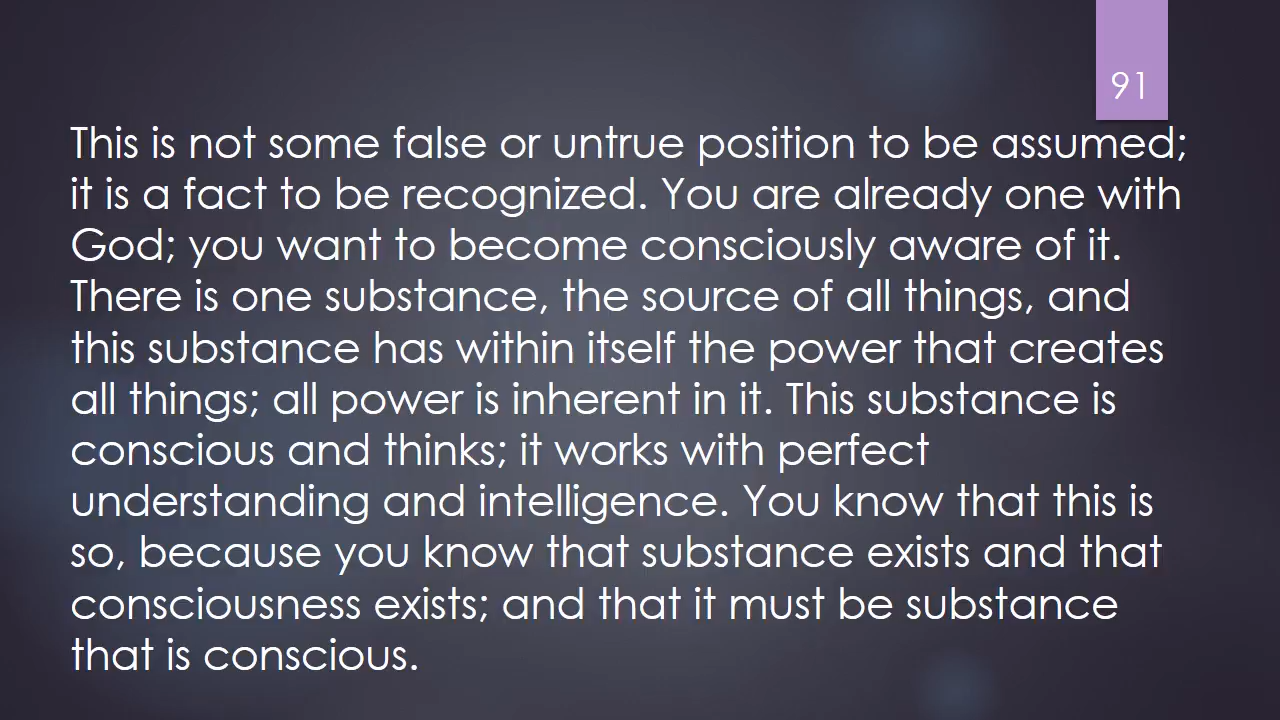 91
This is not some false or untrue position to be assumed;
it is a fact to be recognized. You are already one with
God; you want to become consciously aware of it.
There is one substance, the source of all things, and
this substance has within itself the power that creates
all things; all power is inherent in it. This substance is
conscious and thinks; it works with perfect
understanding and intelligence. You know that this is
so, because you know that substance exists and that
consciousness exists; and that it must be substance
that is conscious.